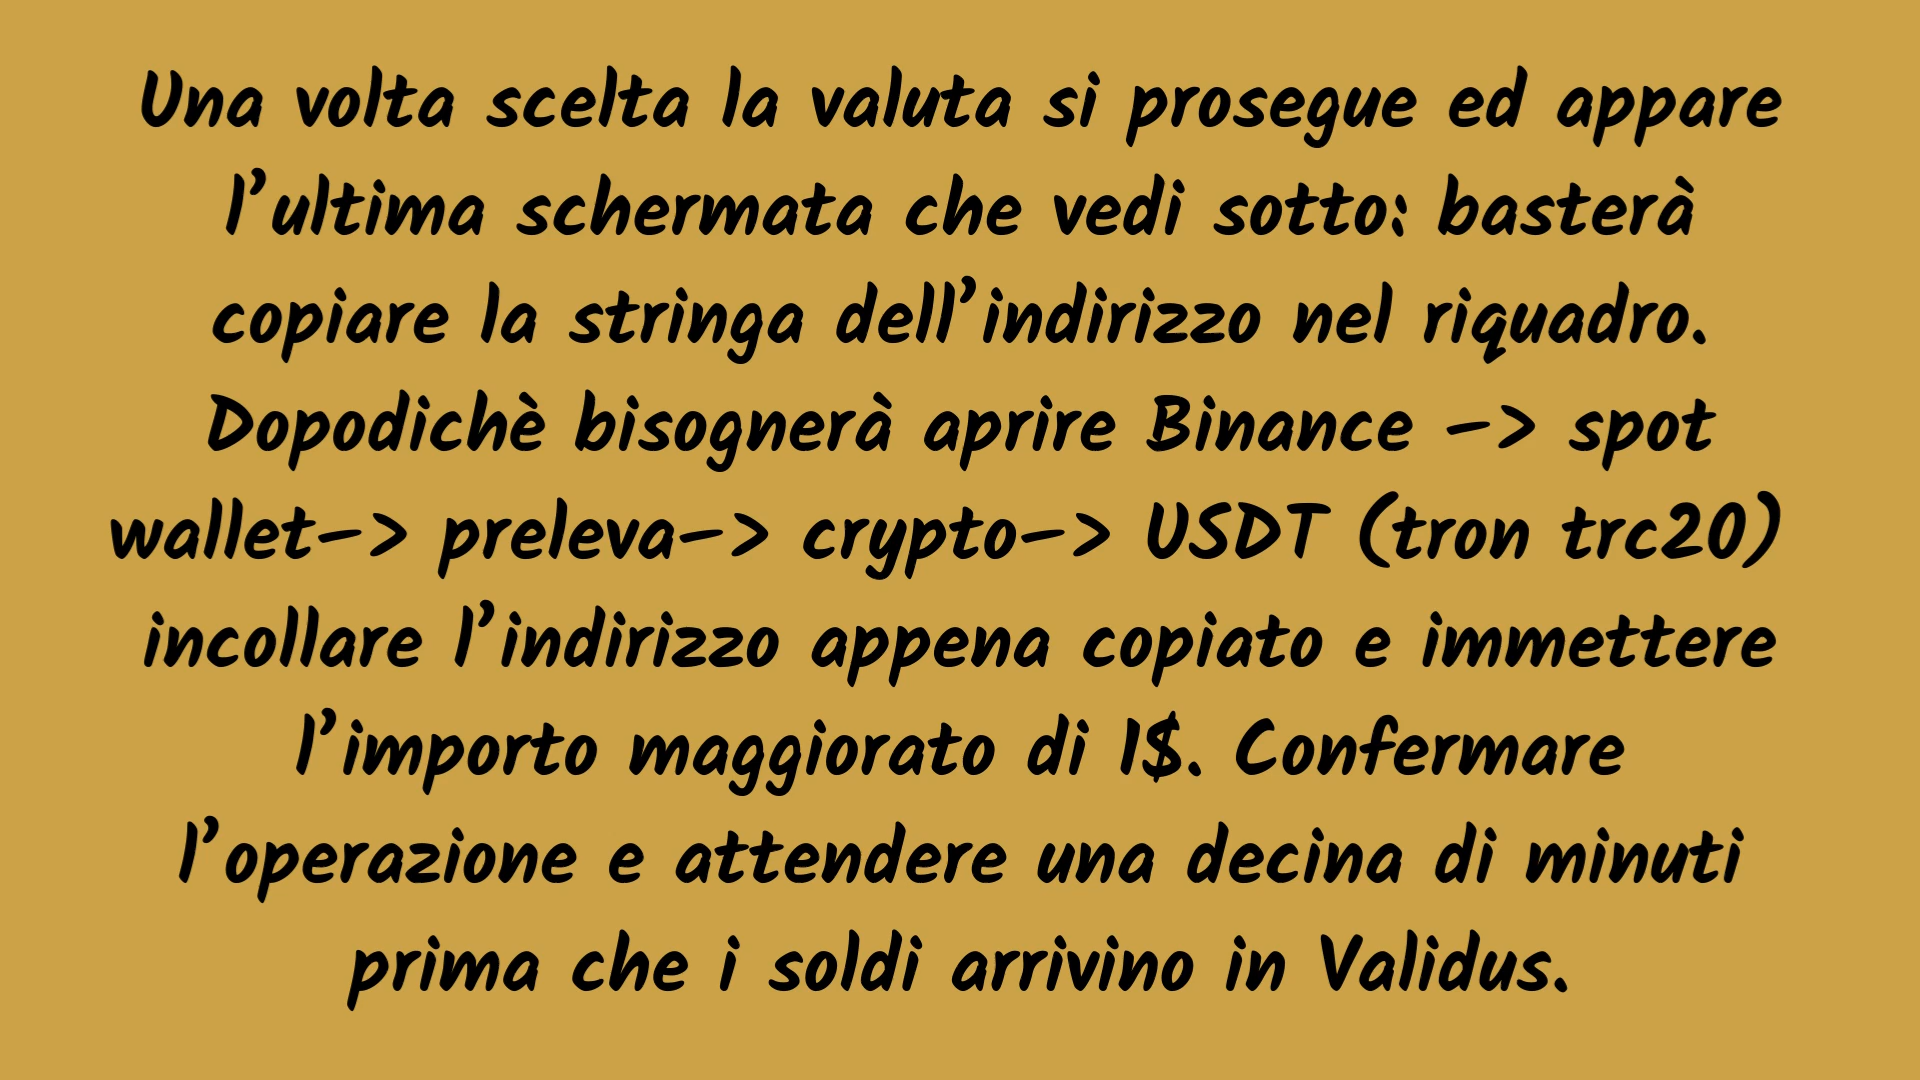 Una volta scelta la valuta si prosegue ed appare
l’ultima schermata che vedi sotto: basterà
copiare la stringa dell’indirizzo nel riquadro.
Dopodichè bisognerà aprire Binance –> spot
wallet–> preleva–> crypto–> USDT (tron trc20)
incollare l’indirizzo appena copiato e immettere
l’importo maggiorato di 1$. Confermare
l’operazione e attendere una decina di minuti
prima che i soldi arrivino in Validus.